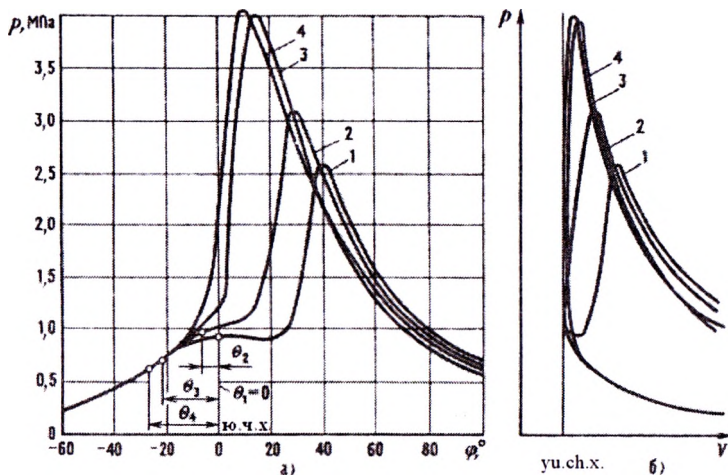 p, МПа
3,5
3,0
2,5
2,0
1,5
1,0
0,5
0
-60
-40
-20
0
20
40
60
80
φ,°
4
3
2
1
θ₂
θ₃
θ₁=0
θ₄
ю.ч.х.
а)
p
4
3
2
1
yu.ch.x.
б)
V